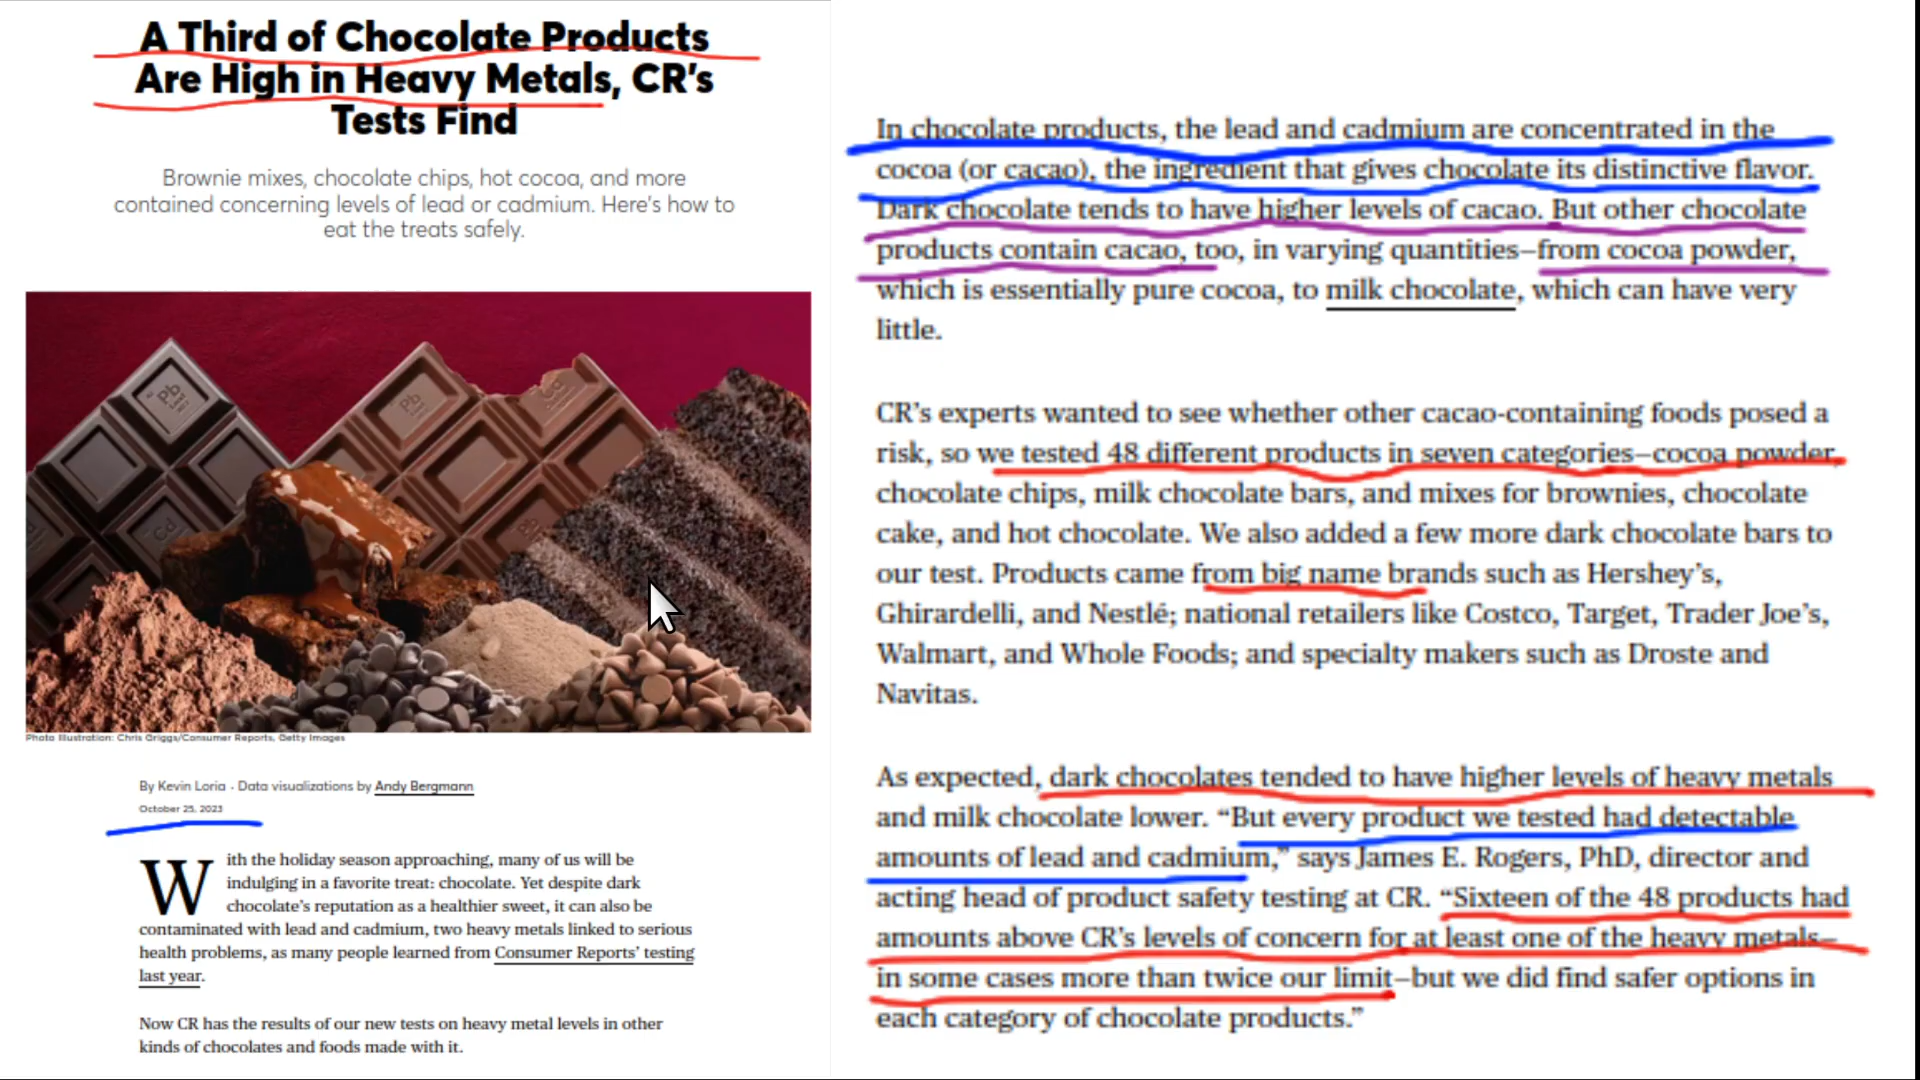 A Third of Chocolate Products
Are High in Heavy Metals, CR's
Tests Find
Brownie mixes, chocolate chips, hot cocoa, and more
contained concerning levels of lead or cadmium. Here's how to
eat the treats safely.
Pb
Pb
Cd
Cd
Photo Illustration: Chris Griggs/Consumer Reports, Getty Images
By Kevin Loria · Data visualizations by Andy Bergmann
October 25, 2023
With the holiday season approaching, many of us will be
indulging in a favorite treat: chocolate. Yet despite dark
chocolate's reputation as a healthier sweet, it can also be
contaminated with lead and cadmium, two heavy metals linked to serious
health problems, as many people learned from Consumer Reports' testing
last year.
Now CR has the results of our new tests on heavy metal levels in other
kinds of chocolates and foods made with it.
In chocolate products, the lead and cadmium are concentrated in the
cocoa (or cacao), the ingredient that gives chocolate its distinctive flavor.
Dark chocolate tends to have higher levels of cacao. But other chocolate
products contain cacao, too, in varying quantities—from cocoa powder,
which is essentially pure cocoa, to milk chocolate, which can have very
little.
CR's experts wanted to see whether other cacao-containing foods posed a
risk, so we tested 48 different products in seven categories—cocoa powder,
chocolate chips, milk chocolate bars, and mixes for brownies, chocolate
cake, and hot chocolate. We also added a few more dark chocolate bars to
our test. Products came from big name brands such as Hershey's,
Ghirardelli, and Nestlé; national retailers like Costco, Target, Trader Joe's,
Walmart, and Whole Foods; and specialty makers such as Droste and
Navitas.
As expected, dark chocolates tended to have higher levels of heavy metals
and milk chocolate lower. “But every product we tested had detectable
amounts of lead and cadmium,” says James E. Rogers, PhD, director and
acting head of product safety testing at CR. “Sixteen of the 48 products had
amounts above CR's levels of concern for at least one of the heavy metals—
in some cases more than twice our limit—but we did find safer options in
each category of chocolate products.”